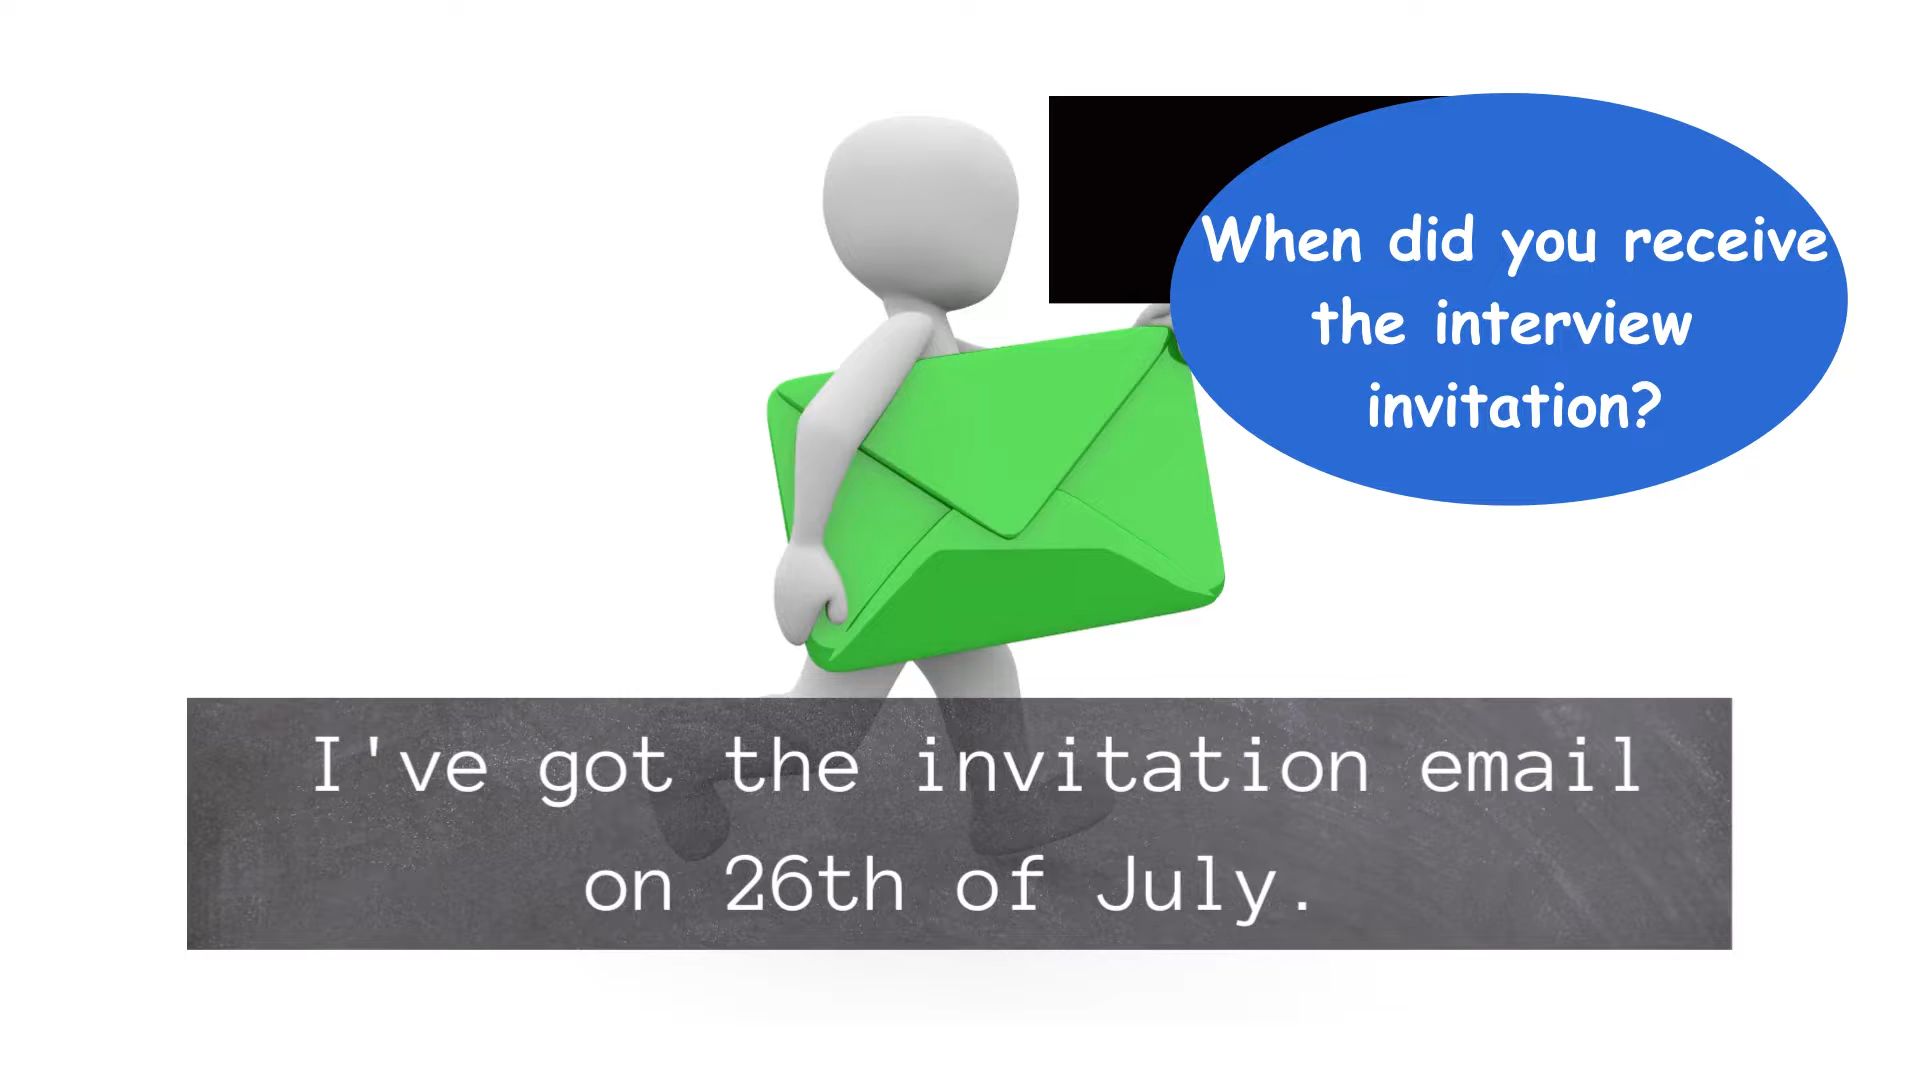 When did you receive
the interview
invitation?
I've got the invitation email
on 26th of July.